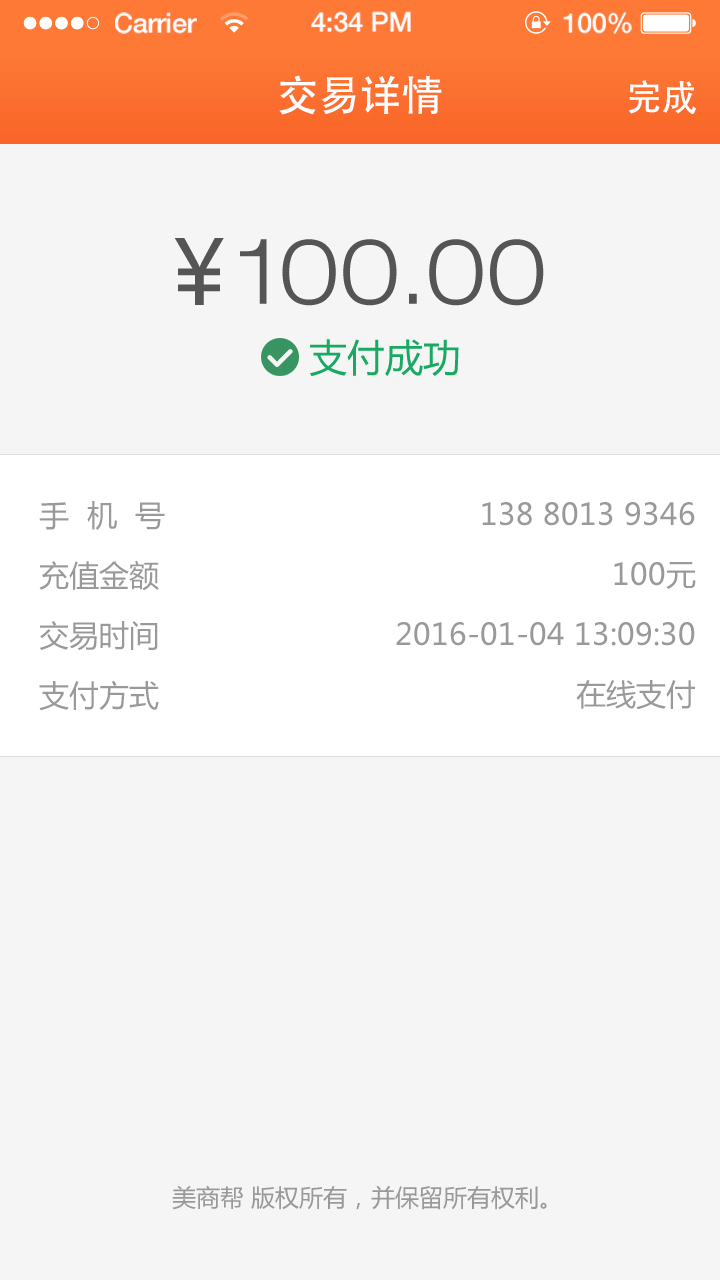 Carrier 4:34 PM 100%
交易详情 完成
¥100.00
支付成功
手 机 号 138 8013 9346
充值金额 100元
交易时间 2016-01-04 13:09:30
支付方式 在线支付
美商帮 版权所有，并保留所有权利。